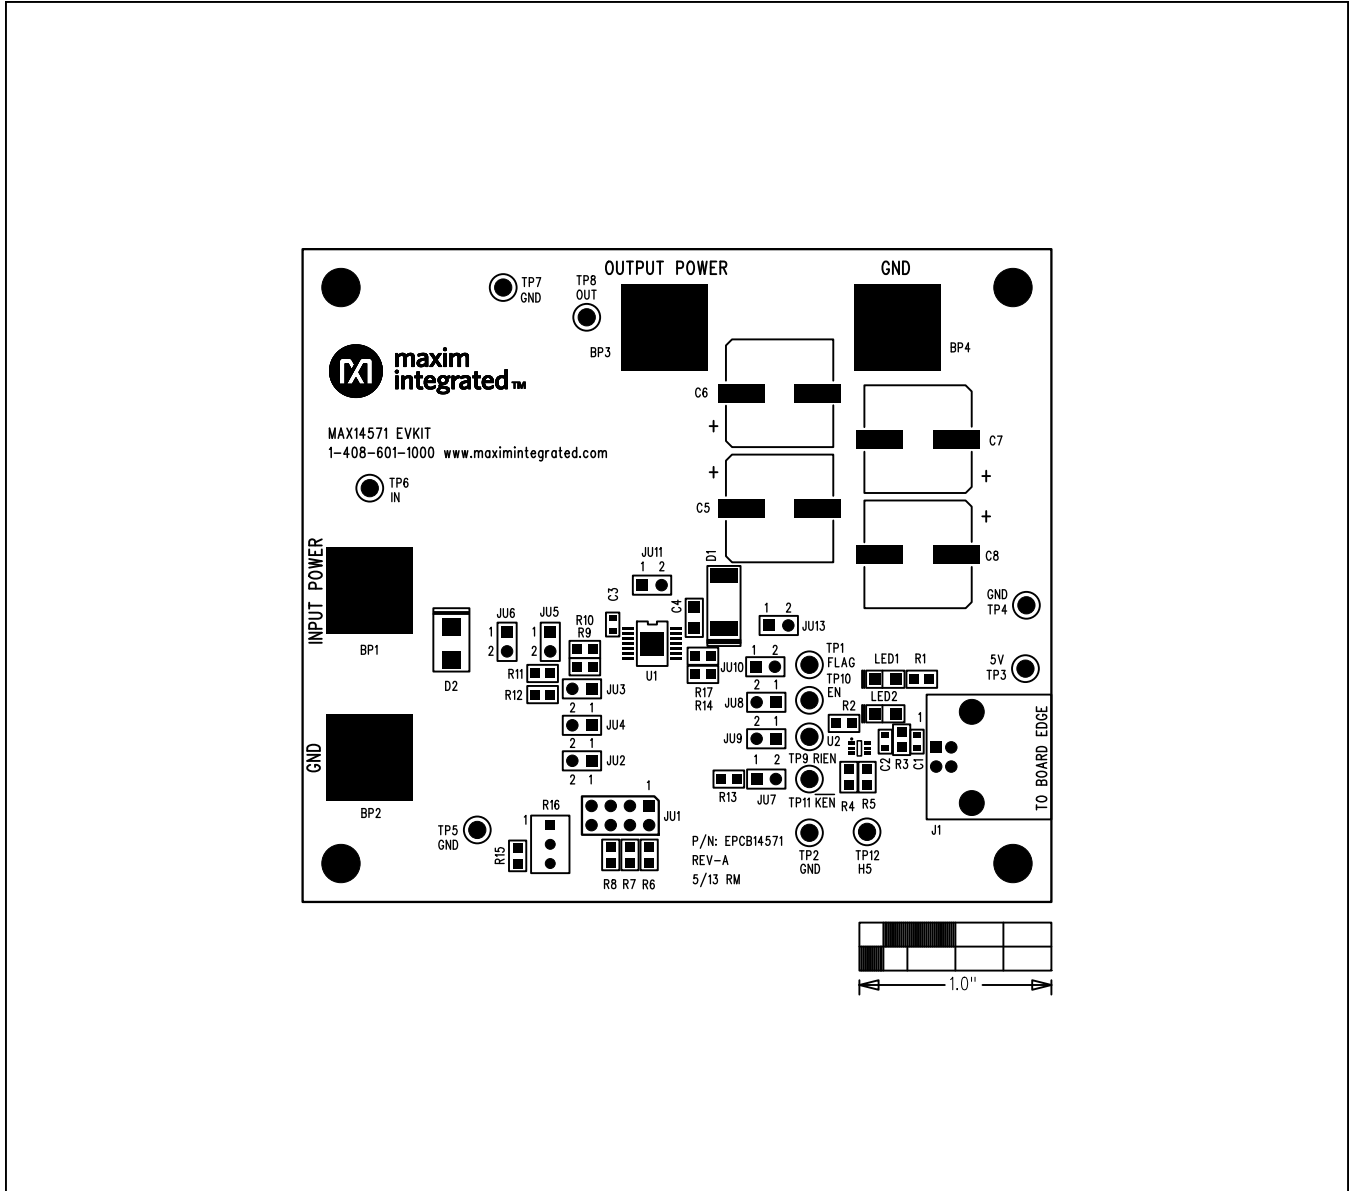 OUTPUT POWER
GND
TP7
GND
TP8
OUT
BP3
BP4
maxim
integrated™
C6
+
C7
+
MAX14571 EVKIT
1-408-601-1000 www.maximintegrated.com
TP6
IN
+
C5
+
C8
INPUT POWER
BP1
JU11
1 2
D1
C3
C4
GND
TP4
JU6
1
2
JU5
1
2
R10
R9
1 2
JU13
D2
R11
R12
U1
R17
R14
JU10
1 2
TP1
FLAG
TP10
EN
LED1
R1
5V
TP3
JU3
2 1
JU8
2 1
LED2
R2
JU4
2 1
JU9
2 1
U2
C2
R3
C1
1
TO BOARD EDGE
JU2
2 1
TP9 RIEN
GND
BP2
R13
1 2
JU7
TP11 KEN
R4
R5
J1
TP5
GND
R16
1
R15
1
JU1
R8 R7 R6
P/N: EPCB14571
REV-A
5/13 RM
TP2
GND
TP12
H5
1.0"